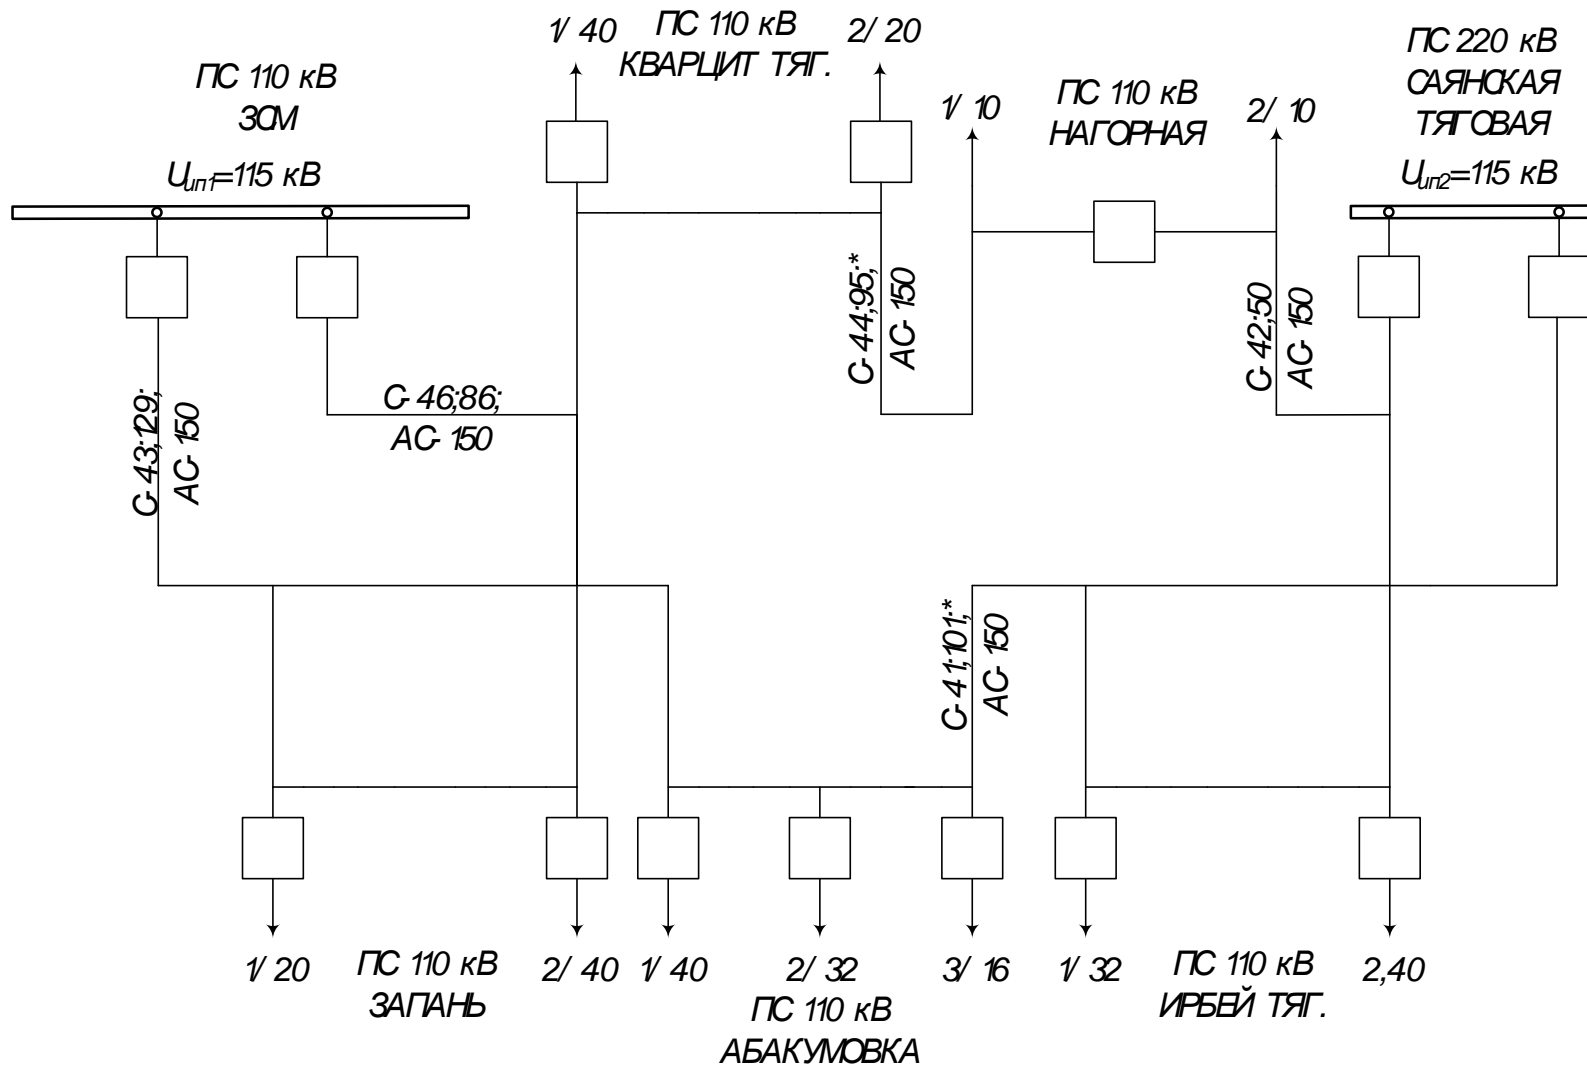 1/ 40
ПС 110 кВ
КВАРЦИТ ТЯГ.
2/ 20
ПС 110 кВ
ЗСМ
Uип1=115 кВ
1/ 10
ПС 110 кВ
НАГОРНАЯ
2/ 10
ПС 220 кВ
САЯНСКАЯ
ТЯГОВАЯ
Uип2=115 кВ
С-43;129;
АС-150
С-46;86;
АС-150
С-44;95;*
АС-150
С-42;50
АС-150
С-41;101;*
АС-150
1/ 20
ПС 110 кВ
ЗАПАНЬ
2/ 40
1/ 40
2/ 32
ПС 110 кВ
АБАКУМОВКА
3/ 16
1/ 32
ПС 110 кВ
ИРБЕЙ ТЯГ.
2,40